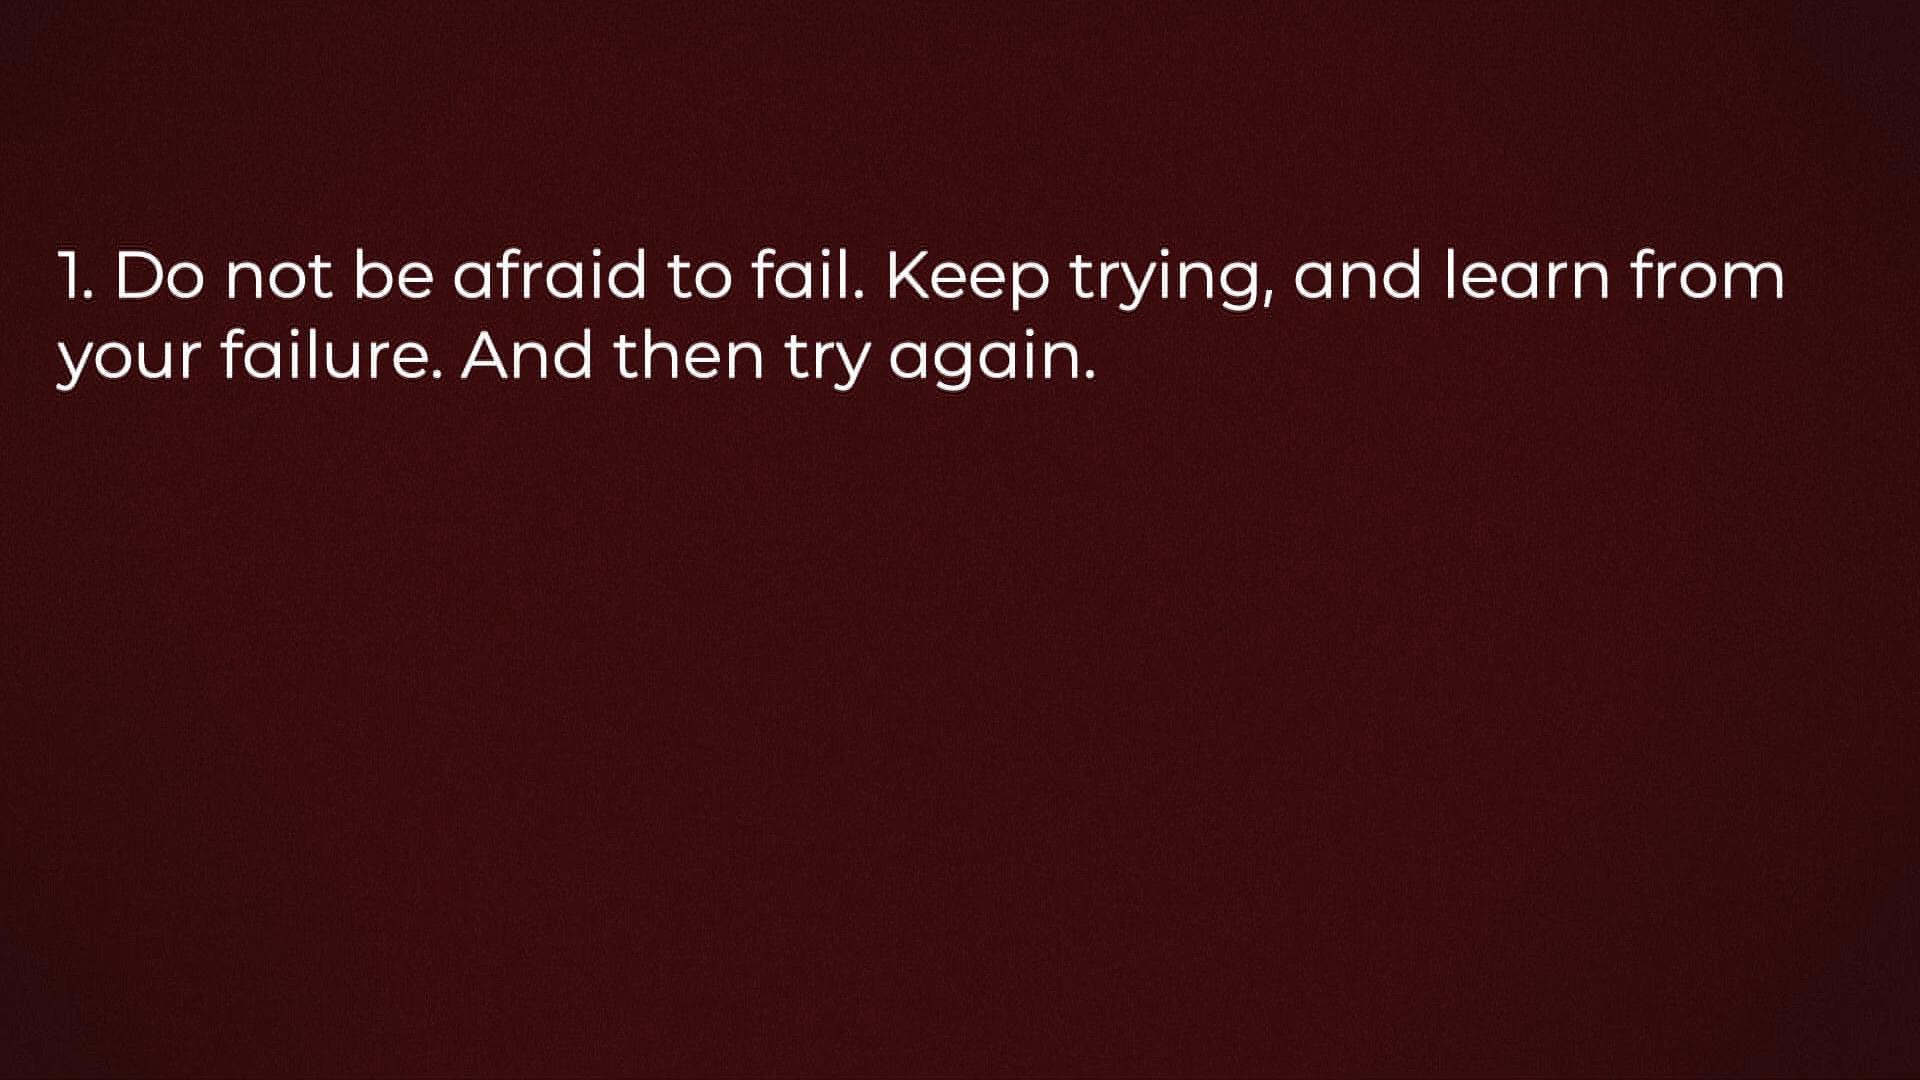 1. Do not be afraid to fail. Keep trying, and learn from
your failure. And then try again.